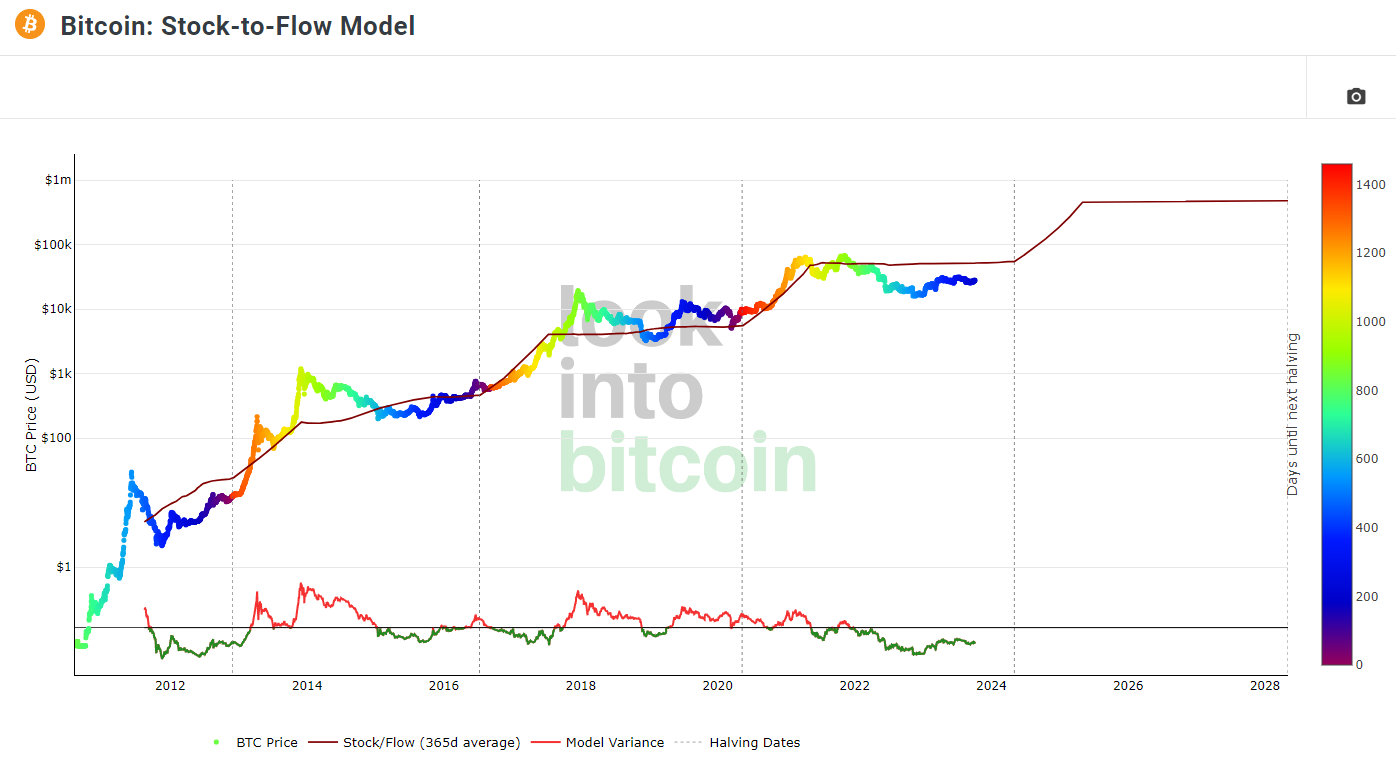 Bitcoin: Stock-to-Flow Model
$1m
$100k
$10k
$1k
$100
$1
BTC Price (USD)
look
into
bitcoin
2012 2014 2016 2018 2020 2022 2024 2026 2028
1400
1200
1000
800
600
400
200
0
Days until next halving
BTC Price Stock/Flow (365d average) Model Variance Halving Dates